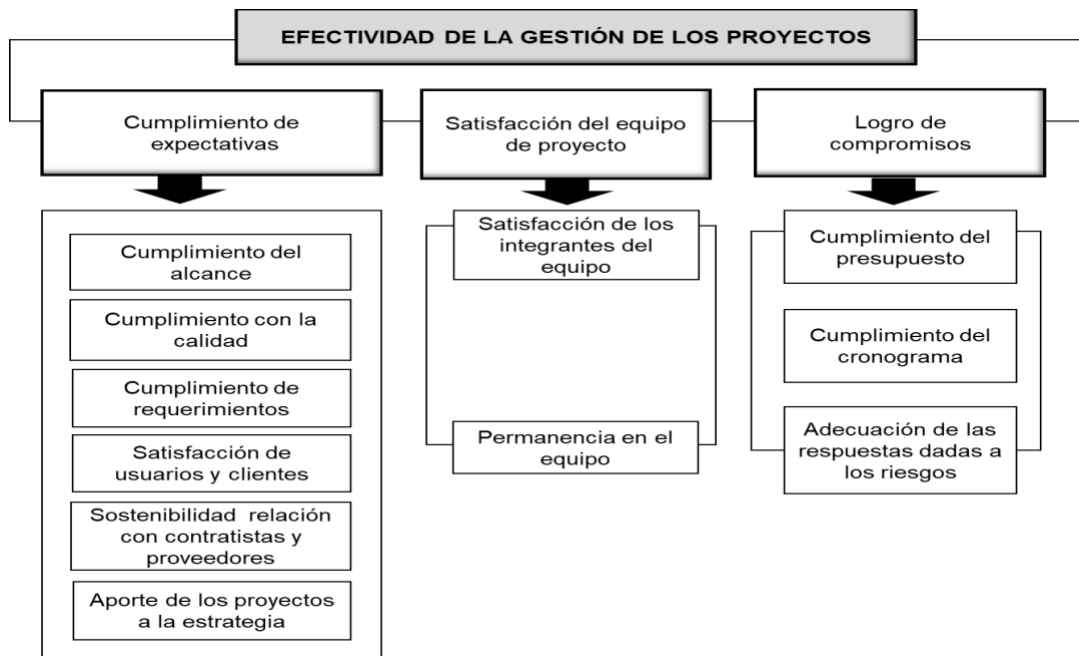 EFECTIVIDAD DE LA GESTIÓN DE LOS PROYECTOS
Cumplimiento de
expectativas
Cumplimiento del
alcance
Cumplimiento con la
calidad
Cumplimiento de
requerimientos
Satisfacción de
usuarios y clientes
Sostenibilidad relación
con contratistas y
proveedores
Aporte de los proyectos
a la estrategia
Satisfacción del equipo
de proyecto
Satisfacción de los
integrantes del
equipo
Permanencia en el
equipo
Logro de
compromisos
Cumplimiento del
presupuesto
Cumplimiento del
cronograma
Adecuación de las
respuestas dadas a
los riesgos